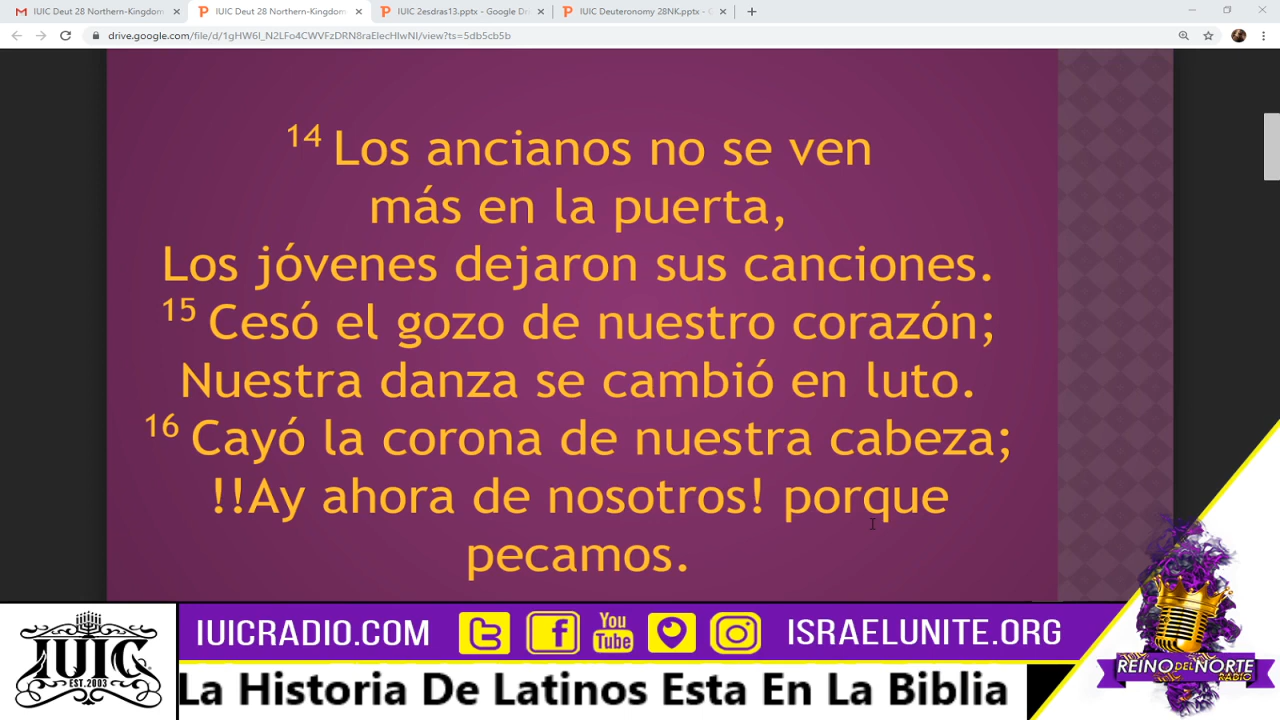 IUIC Deut 28 Northern-Kingdom
IUIC Deut 28 Northern-Kingdom
IUIC 2esdras13.pptx - Google Dri
IUIC Deuteronomy 28NK.pptx - G
drive.google.com/file/d/1gHW6l_N2LFo4CWVFzDRN8raElecHIwNI/view?ts=5db5cb5b
14 Los ancianos no se ven
más en la puerta,
Los jóvenes dejaron sus canciones.
15 Cesó el gozo de nuestro corazón;
Nuestra danza se cambió en luto.
16 Cayó la corona de nuestra cabeza;
!!Ay ahora de nosotros! porque
pecamos.
IUIC
EST. 2003
IUICRADIO.COM
You
Tube
ISRAELUNITE.ORG
La Historia De Latinos Esta En La Biblia
REINO DEL NORTE
RADIO